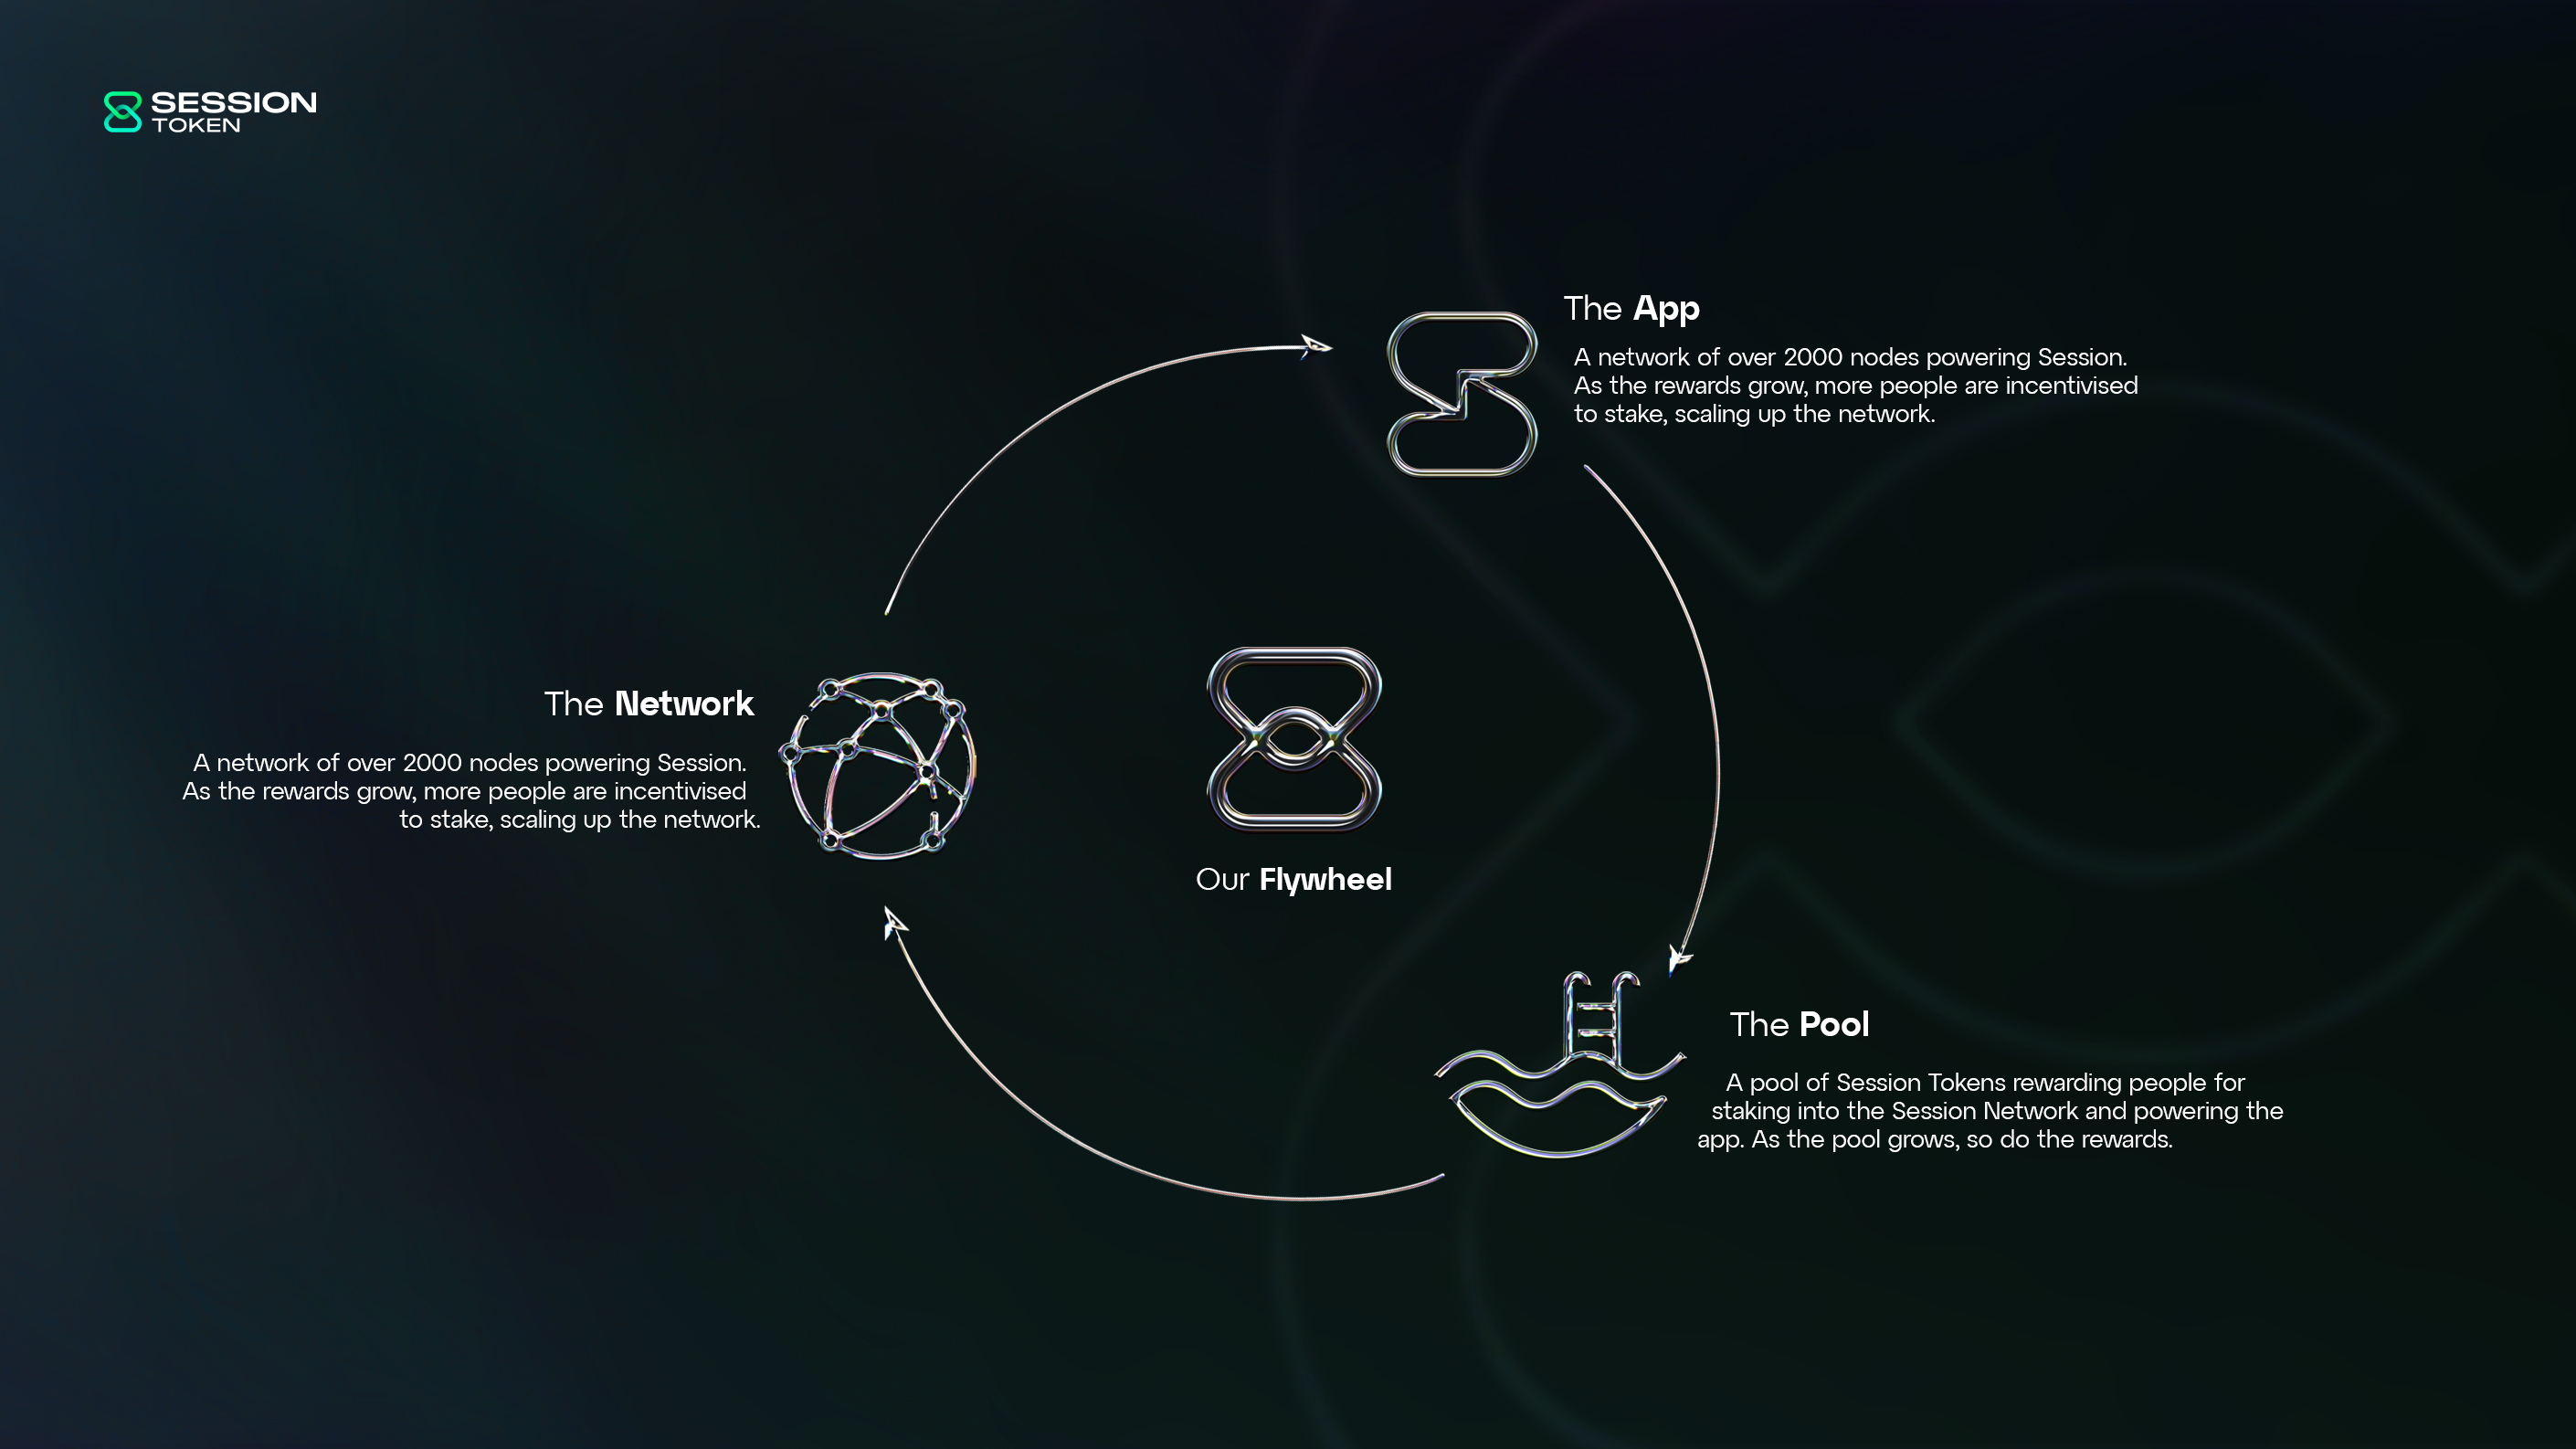 SESSION
TOKEN
The App
A network of over 2000 nodes powering Session.
As the rewards grow, more people are incentivised
to stake, scaling up the network.
The Network
A network of over 2000 nodes powering Session.
As the rewards grow, more people are incentivised
to stake, scaling up the network.
Our Flywheel
The Pool
A pool of Session Tokens rewarding people for
staking into the Session Network and powering the
app. As the pool grows, so do the rewards.